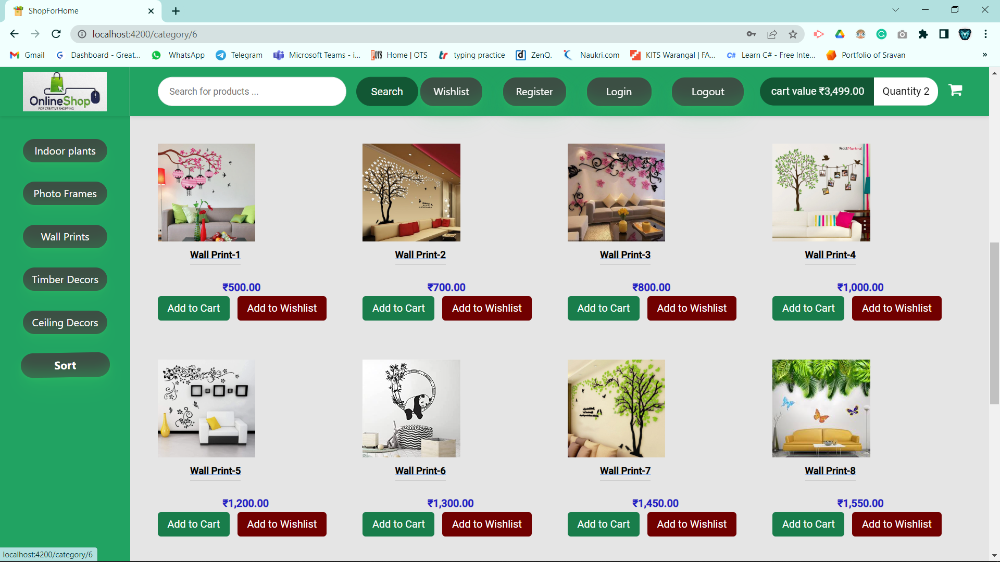 ShopForHome
localhost:4200/category/6
Gmail
Dashboard - Great...
WhatsApp
Telegram
Microsoft Teams - i...
Home | OTS
typing practice
ZenQ.
Naukri.com
KITS Warangal | FA...
Learn C# - Free Inte...
Portfolio of Sravan
»
OnlineShop
FOR CREATIVE SHOPPING
Search for products ...
Search
Wishlist
Register
Login
Logout
cart value ₹3,499.00
Quantity 2
Indoor plants
Photo Frames
Wall Prints
Timber Decors
Ceiling Decors
Sort
WallMantra
Wall Print-1
Wall Print-2
Wall Print-3
Wall Print-4
₹500.00
₹700.00
₹800.00
₹1,000.00
Add to Cart
Add to Wishlist
Add to Cart
Add to Wishlist
Add to Cart
Add to Wishlist
Add to Cart
Add to Wishlist
Wall Print-5
Wall Print-6
Wall Print-7
Wall Print-8
₹1,200.00
₹1,300.00
₹1,450.00
₹1,550.00
Add to Cart
Add to Wishlist
Add to Cart
Add to Wishlist
Add to Cart
Add to Wishlist
Add to Cart
Add to Wishlist
localhost:4200/category/6